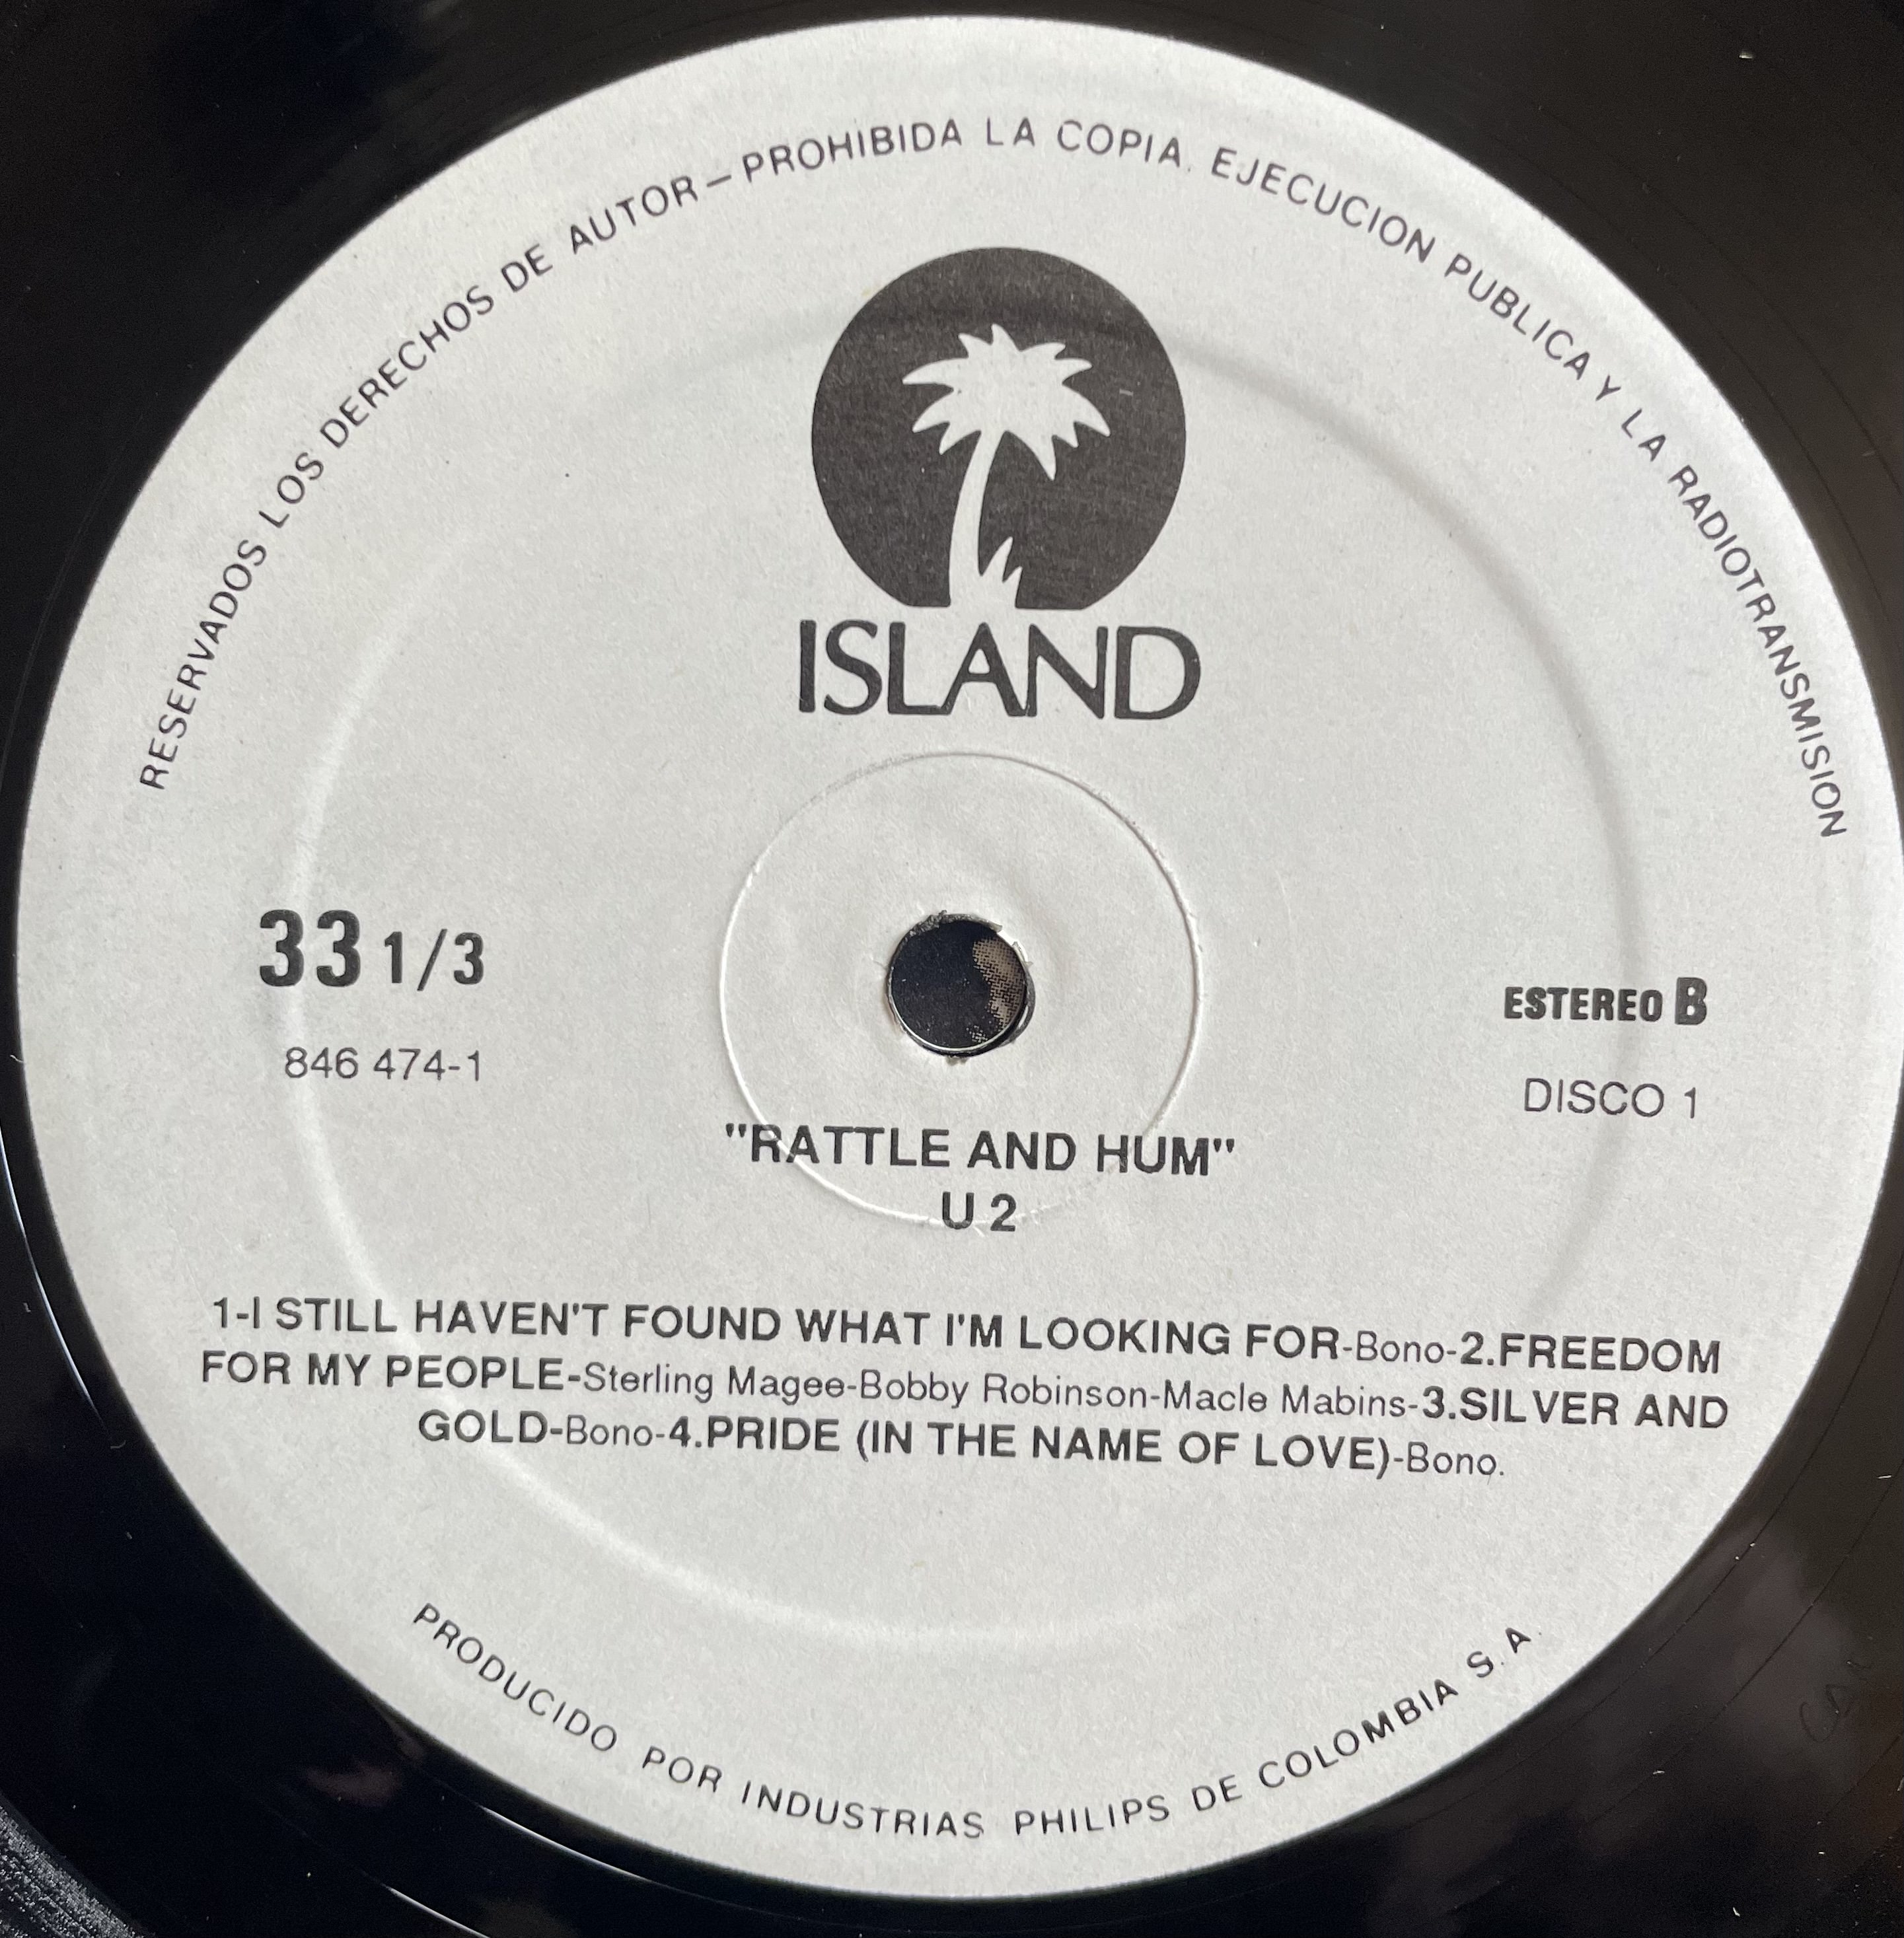 RESERVADOS LOS DERECHOS DE AUTOR – PROHIBIDA LA COPIA. EJECUCION PUBLICA Y LA RADIOTRANSMISION
ISLAND
33 1/3
846 474-1
ESTEREO B
DISCO 1
"RATTLE AND HUM"
U 2
1-I STILL HAVEN'T FOUND WHAT I'M LOOKING FOR-Bono-2.FREEDOM
FOR MY PEOPLE-Sterling Magee-Bobby Robinson-Macle Mabins-3.SILVER AND
GOLD-Bono-4.PRIDE (IN THE NAME OF LOVE)-Bono.
PRODUCIDO POR INDUSTRIAS PHILIPS DE COLOMBIA S.A.